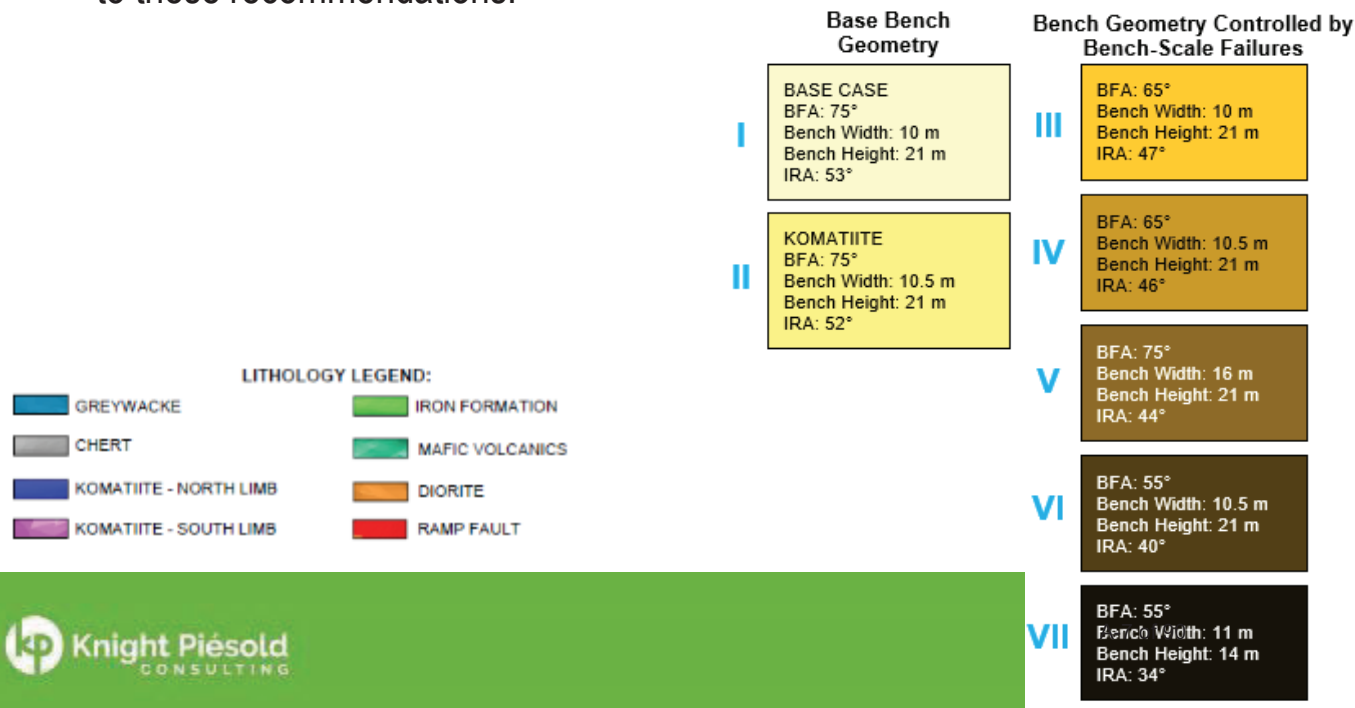 to these recommendations.
Base Bench
Geometry
I
BASE CASE
BFA: 75°
Bench Width: 10 m
Bench Height: 21 m
IRA: 53°
II
KOMATIITE
BFA: 75°
Bench Width: 10.5 m
Bench Height: 21 m
IRA: 52°
Bench Geometry Controlled by
Bench-Scale Failures
III
BFA: 65°
Bench Width: 10 m
Bench Height: 21 m
IRA: 47°
IV
BFA: 65°
Bench Width: 10.5 m
Bench Height: 21 m
IRA: 46°
V
BFA: 75°
Bench Width: 16 m
Bench Height: 21 m
IRA: 44°
VI
BFA: 55°
Bench Width: 10.5 m
Bench Height: 21 m
IRA: 40°
VII
BFA: 55°
Bench Width: 11 m
Bench Height: 14 m
IRA: 34°
LITHOLOGY LEGEND:
GREYWACKE
CHERT
KOMATIITE - NORTH LIMB
KOMATIITE - SOUTH LIMB
IRON FORMATION
MAFIC VOLCANICS
DIORITE
RAMP FAULT
kp Knight Piésold
CONSULTING